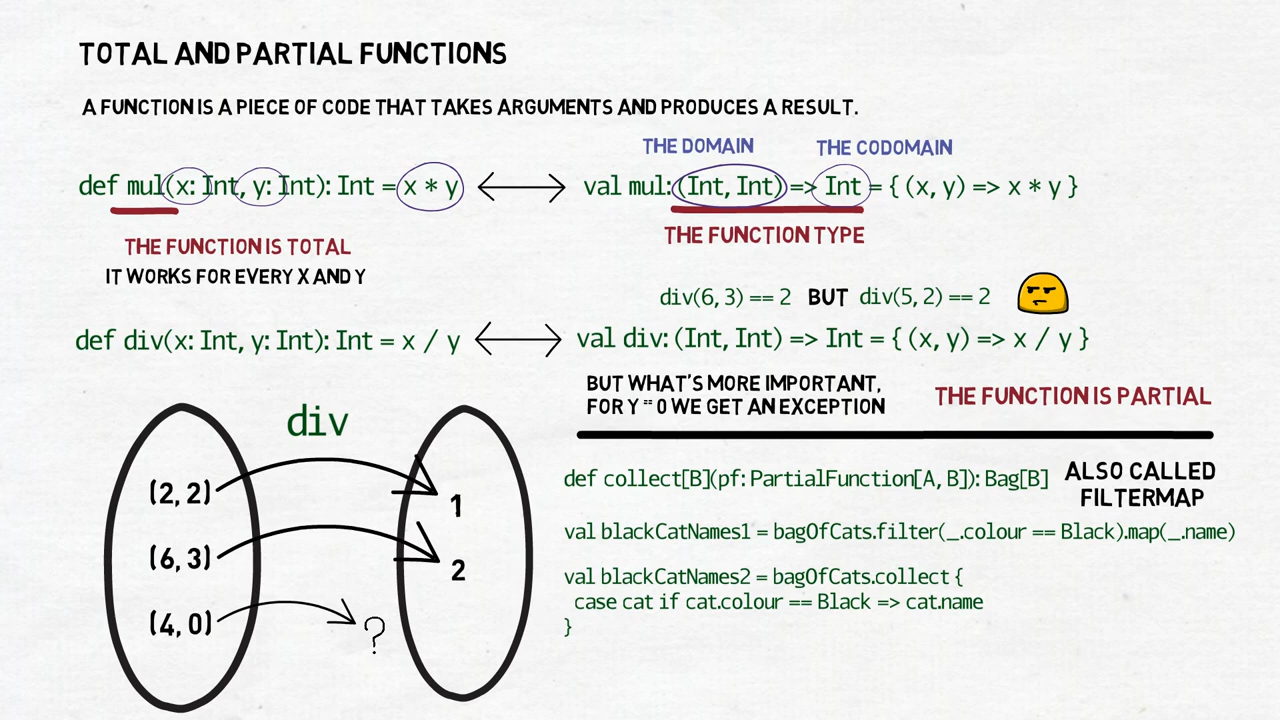 TOTAL AND PARTIAL FUNCTIONS
A FUNCTION IS A PIECE OF CODE THAT TAKES ARGUMENTS AND PRODUCES A RESULT.
THE DOMAIN
THE CODOMAIN
def mul(x: Int, y: Int): Int = x * y
val mul: (Int, Int) => Int = { (x, y) => x * y }
THE FUNCTION IS TOTAL
IT WORKS FOR EVERY X AND Y
THE FUNCTION TYPE
div(6, 3) == 2 BUT div(5, 2) == 2
def div(x: Int, y: Int): Int = x / y
val div: (Int, Int) => Int = { (x, y) => x / y }
BUT WHAT'S MORE IMPORTANT,
FOR Y == 0 WE GET AN EXCEPTION
THE FUNCTION IS PARTIAL
div
(2, 2)
1
(6, 3)
2
(4, 0)
?
def collect[B](pf: PartialFunction[A, B]): Bag[B]
ALSO CALLED
FILTERMAP
val blackCatNames1 = bagOfCats.filter(_.colour == Black).map(_.name)
val blackCatNames2 = bagOfCats.collect {
case cat if cat.colour == Black => cat.name
}